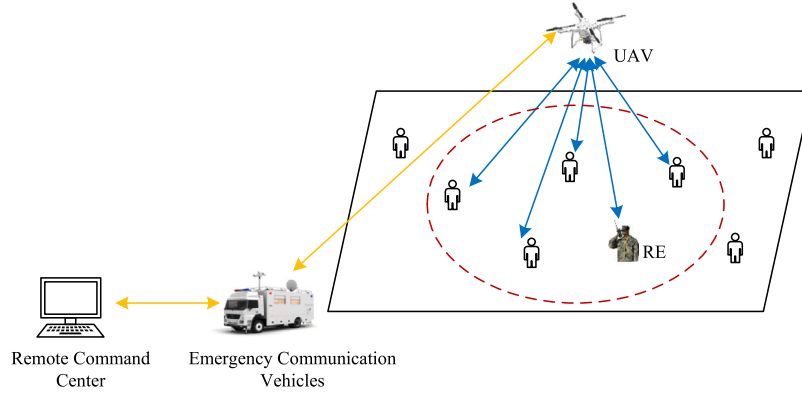 UAV
RE
Remote Command
Center
Emergency Communication
Vehicles